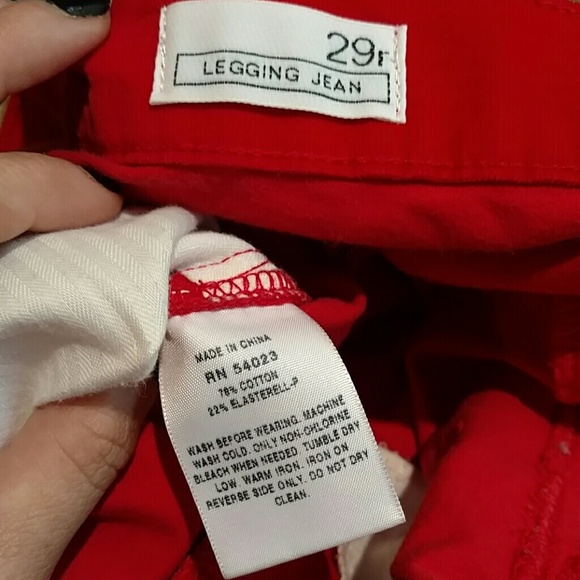 29r
LEGGING JEAN
MADE IN CHINA
RN 54023
78% COTTON
22% ELASTERELL-P
WASH BEFORE WEARING. MACHINE
WASH COLD. ONLY NON-CHLORINE
BLEACH WHEN NEEDED. TUMBLE DRY
LOW. WARM IRON. IRON ON
REVERSE SIDE ONLY. DO NOT DRY
CLEAN.